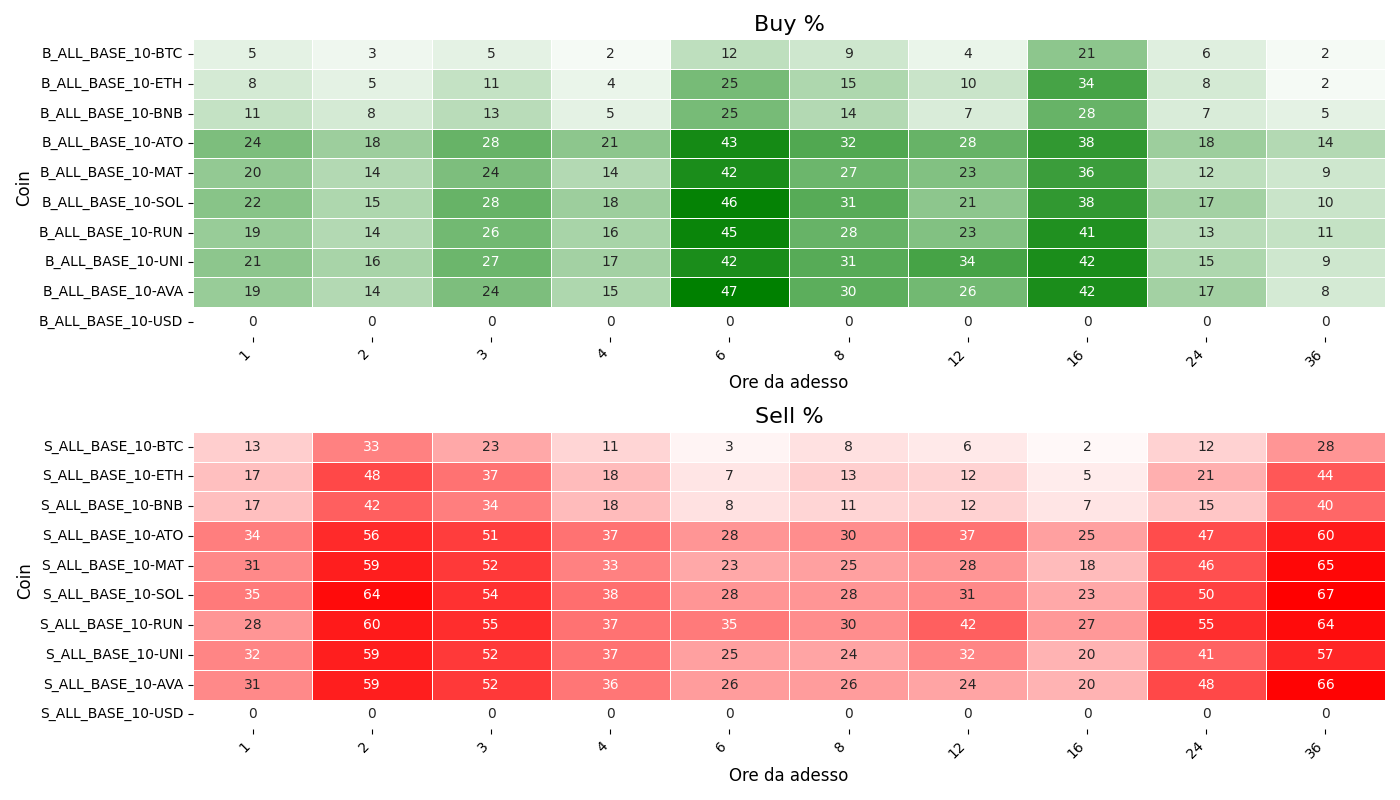 Buy %
Coin
B_ALL_BASE_10-BTC 5 3 5 2 12 9 4 21 6 2
B_ALL_BASE_10-ETH 8 5 11 4 25 15 10 34 8 2
B_ALL_BASE_10-BNB 11 8 13 5 25 14 7 28 7 5
B_ALL_BASE_10-ATO 24 18 28 21 43 32 28 38 18 14
B_ALL_BASE_10-MAT 20 14 24 14 42 27 23 36 12 9
B_ALL_BASE_10-SOL 22 15 28 18 46 31 21 38 17 10
B_ALL_BASE_10-RUN 19 14 26 16 45 28 23 41 13 11
B_ALL_BASE_10-UNI 21 16 27 17 42 31 34 42 15 9
B_ALL_BASE_10-AVA 19 14 24 15 47 30 26 42 17 8
B_ALL_BASE_10-USD 0 0 0 0 0 0 0 0 0 0
1 2 3 4 6 8 12 16 24 36
Ore da adesso
Sell %
Coin
S_ALL_BASE_10-BTC 13 33 23 11 3 8 6 2 12 28
S_ALL_BASE_10-ETH 17 48 37 18 7 13 12 5 21 44
S_ALL_BASE_10-BNB 17 42 34 18 8 11 12 7 15 40
S_ALL_BASE_10-ATO 34 56 51 37 28 30 37 25 47 60
S_ALL_BASE_10-MAT 31 59 52 33 23 25 28 18 46 65
S_ALL_BASE_10-SOL 35 64 54 38 28 28 31 23 50 67
S_ALL_BASE_10-RUN 28 60 55 37 35 30 42 27 55 64
S_ALL_BASE_10-UNI 32 59 52 37 25 24 32 20 41 57
S_ALL_BASE_10-AVA 31 59 52 36 26 26 24 20 48 66
S_ALL_BASE_10-USD 0 0 0 0 0 0 0 0 0 0
1 2 3 4 6 8 12 16 24 36
Ore da adesso